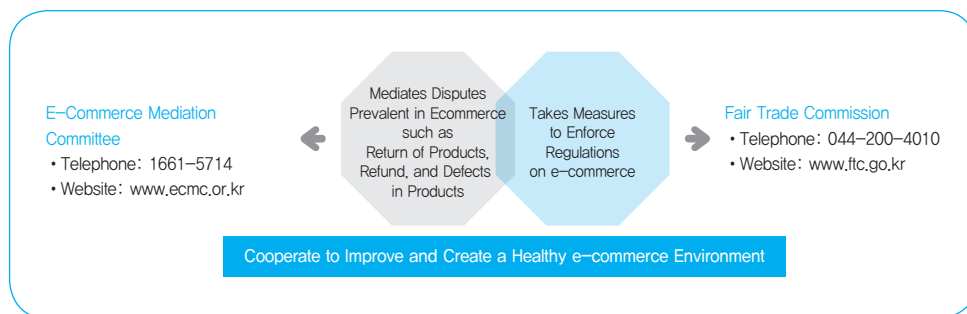 E-Commerce Mediation
Committee
• Telephone: 1661-5714
• Website: www.ecmc.or.kr
Mediates Disputes
Prevalent in Ecommerce
such as
Return of Products,
Refund, and Defects
in Products
Takes Measures
to Enforce
Regulations
on e-commerce
Fair Trade Commission
• Telephone: 044-200-4010
• Website: www.ftc.go.kr
Cooperate to Improve and Create a Healthy e-commerce Environment